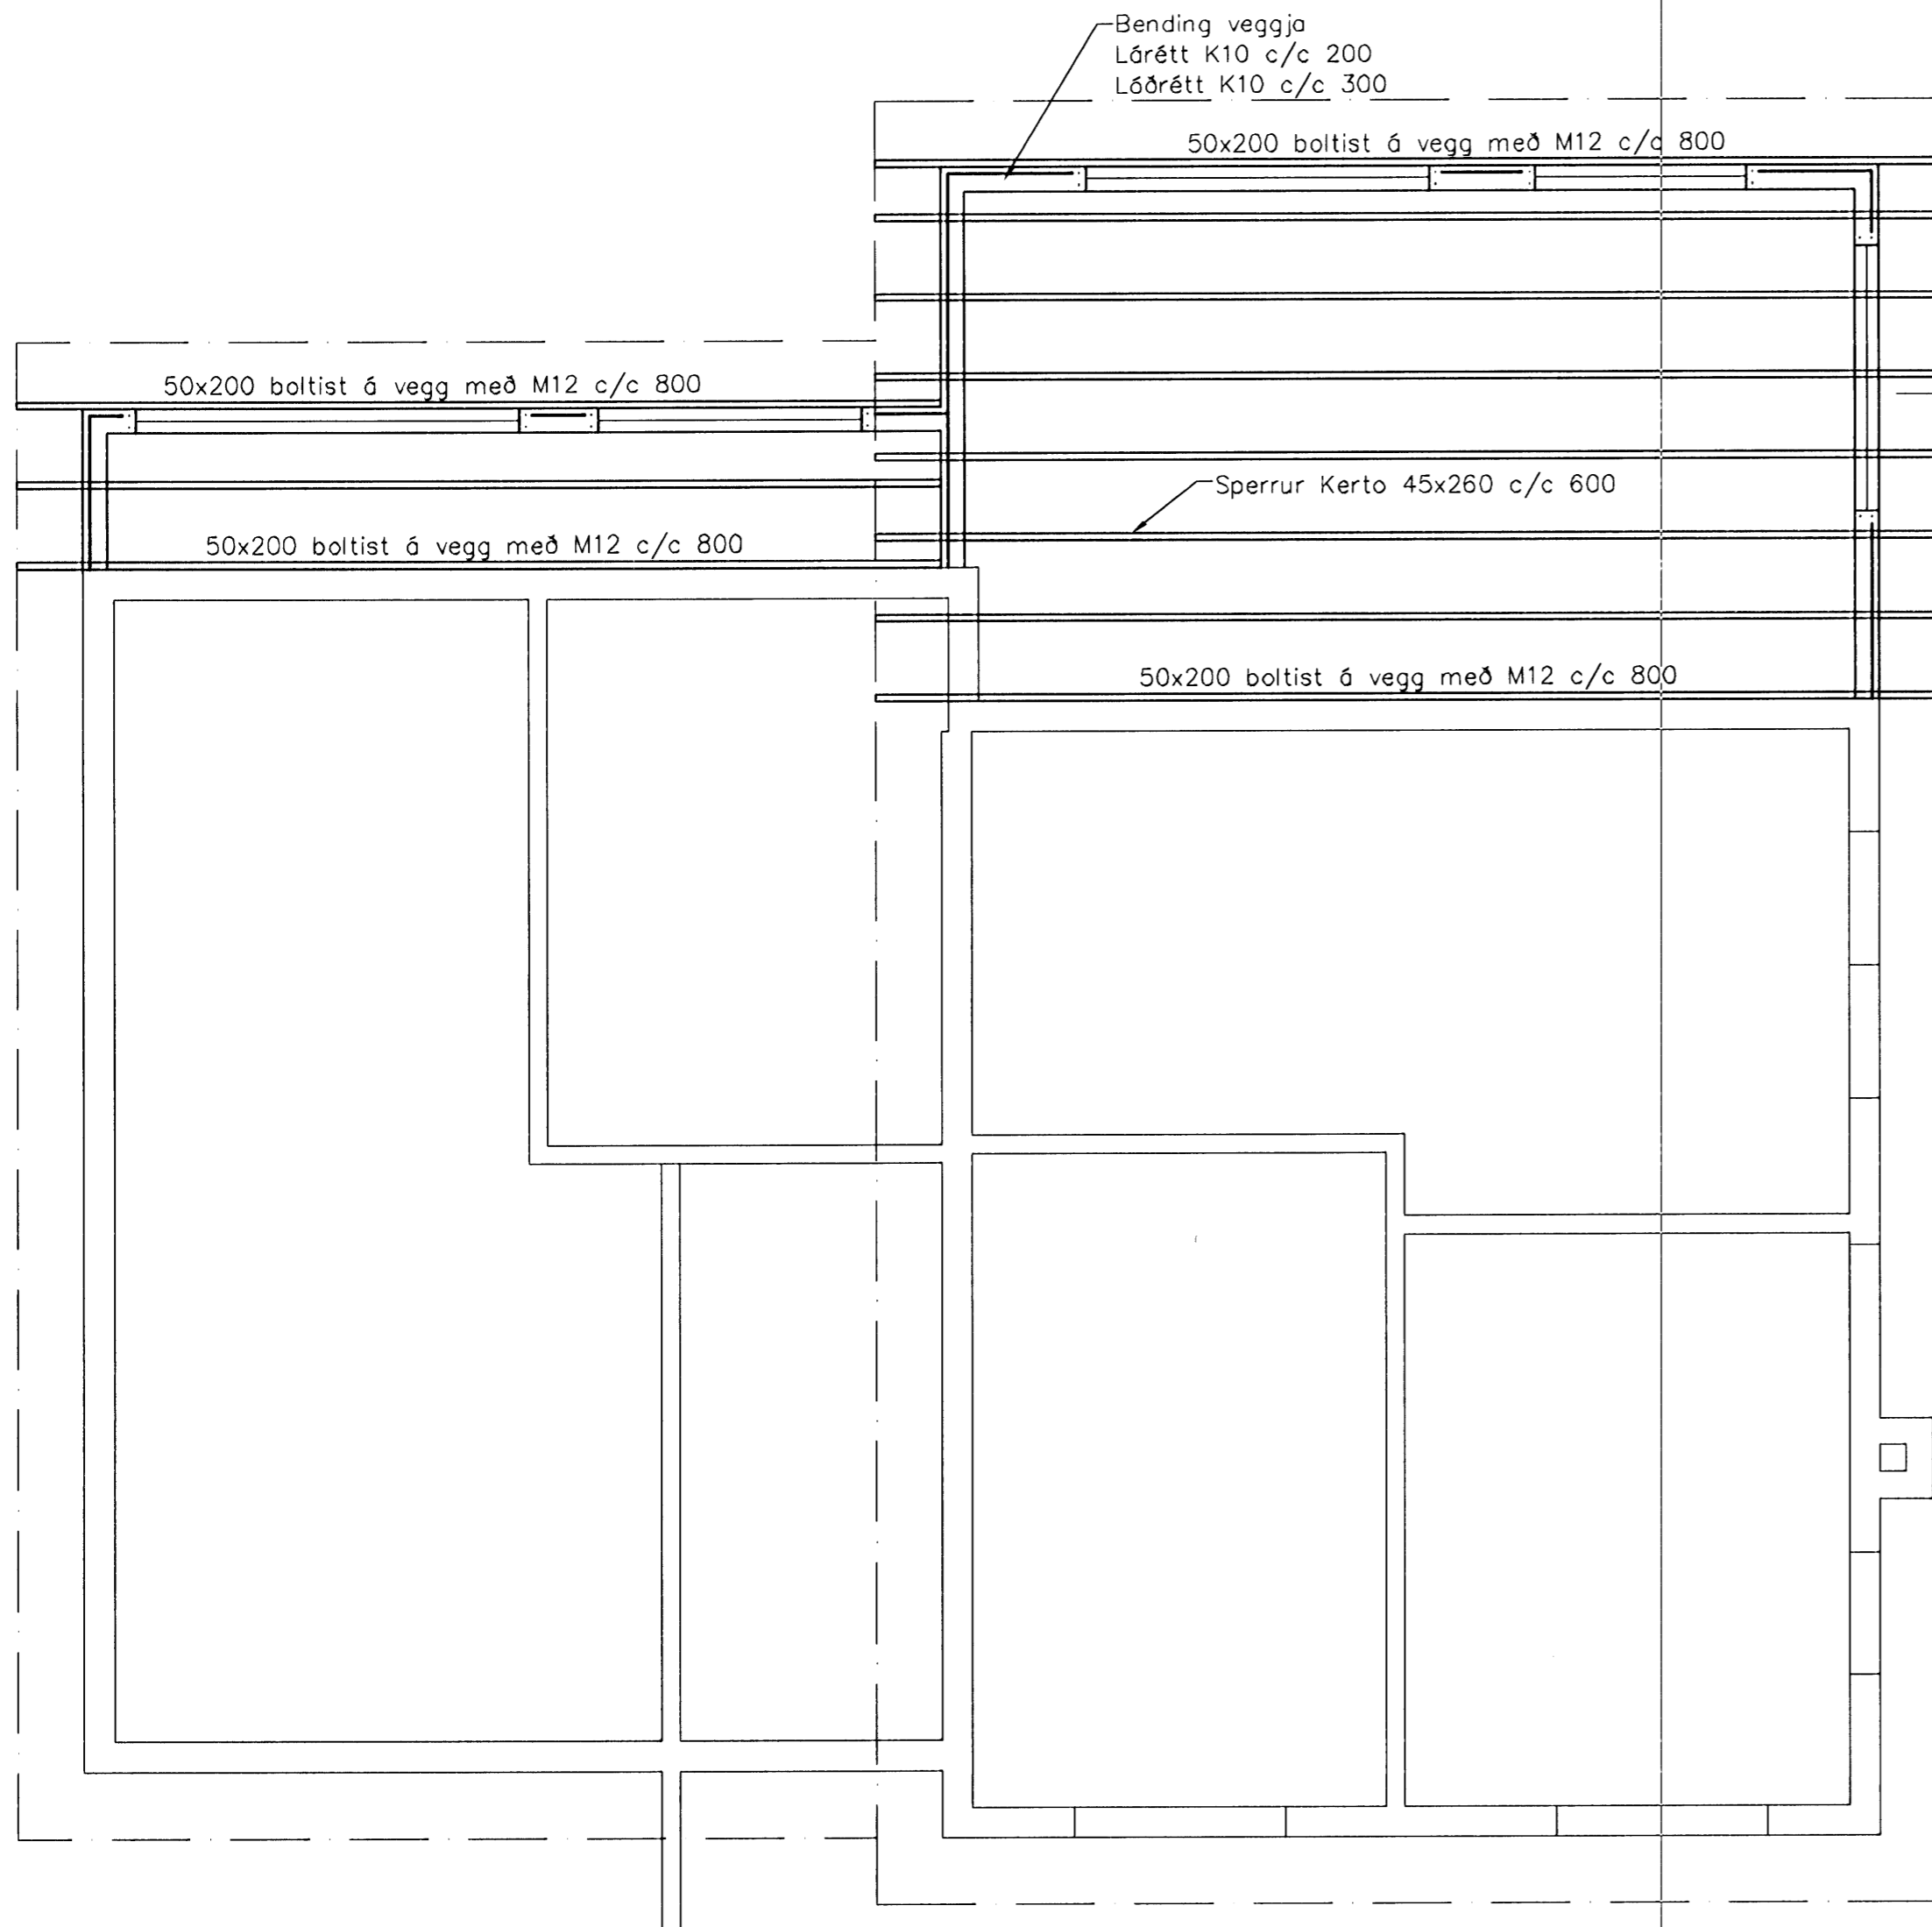 Bending veggja
Lárétt K10 c/c 200
Lóðrétt K10 c/c 300
50x200 boltist á vegg með M12 c/c 800
50x200 boltist á vegg með M12 c/c 800
Sperrur Kerto 45x260 c/c 600
50x200 boltist á vegg með M12 c/c 800
50x200 boltist á vegg með M12 c/c 800